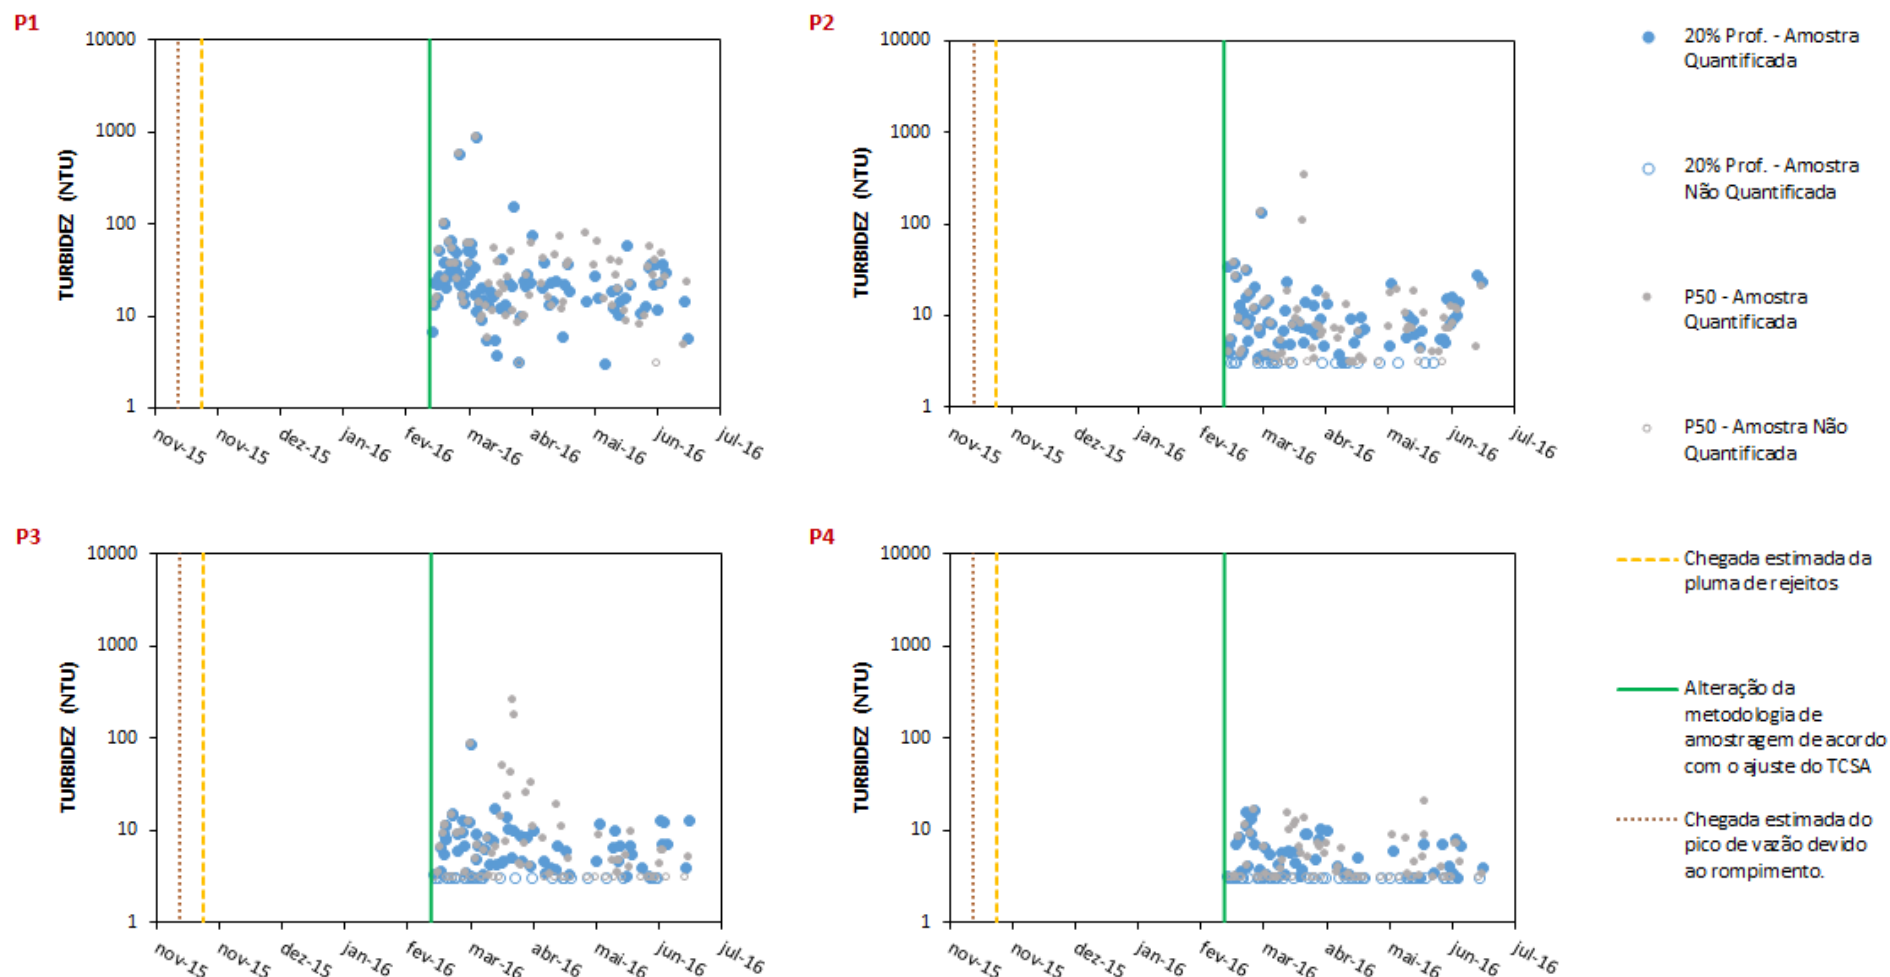 P1
10000
1000
100
10
1
TURBIDEZ (NTU)
nov-15
nov-15
dez-15
jan-16
fev-16
mar-16
abr-16
mai-16
jun-16
jul-16
P2
10000
1000
100
10
1
TURBIDEZ (NTU)
nov-15
nov-15
dez-15
jan-16
fev-16
mar-16
abr-16
mai-16
jun-16
jul-16
20% Prof. - Amostra
Quantificada
20% Prof. - Amostra
Não Quantificada
P50 - Amostra
Quantificada
P50 - Amostra Não
Quantificada
P3
10000
1000
100
10
1
TURBIDEZ (NTU)
nov-15
nov-15
dez-15
jan-16
fev-16
mar-16
abr-16
mai-16
jun-16
jul-16
P4
10000
1000
100
10
1
TURBIDEZ (NTU)
nov-15
nov-15
dez-15
jan-16
fev-16
mar-16
abr-16
mai-16
jun-16
jul-16
Chegada estimada da
pluma de rejeitos
Alteração da
metodologia de
amostragem de acordo
com o ajuste do TCSA
Chegada estimada do
pico de vazão devido
ao rompimento.